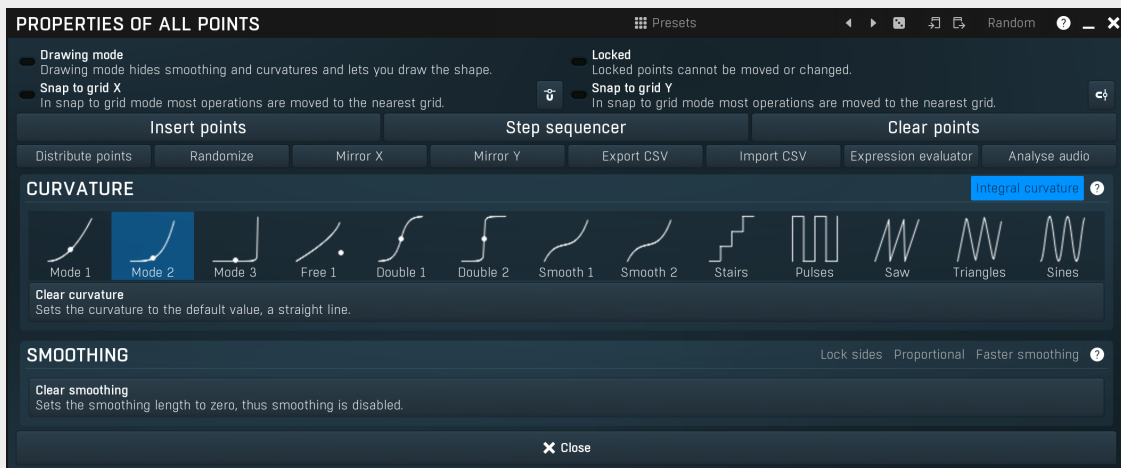 PROPERTIES OF ALL POINTS Presets Random ?
Drawing mode
Drawing mode hides smoothing and curvatures and lets you draw the shape.
Locked
Locked points cannot be moved or changed.
Snap to grid X
In snap to grid mode most operations are moved to the nearest grid.
Snap to grid Y
In snap to grid mode most operations are moved to the nearest grid.
Insert points Step sequencer Clear points
Distribute points Randomize Mirror X Mirror Y Export CSV Import CSV Expression evaluator Analyse audio
CURVATURE Integral curvature ?
Mode 1 Mode 2 Mode 3 Free 1 Double 1 Double 2 Smooth 1 Smooth 2 Stairs Pulses Saw Triangles Sines
Clear curvature
Sets the curvature to the default value, a straight line.
SMOOTHING Lock sides Proportional Faster smoothing ?
Clear smoothing
Sets the smoothing length to zero, thus smoothing is disabled.
Close